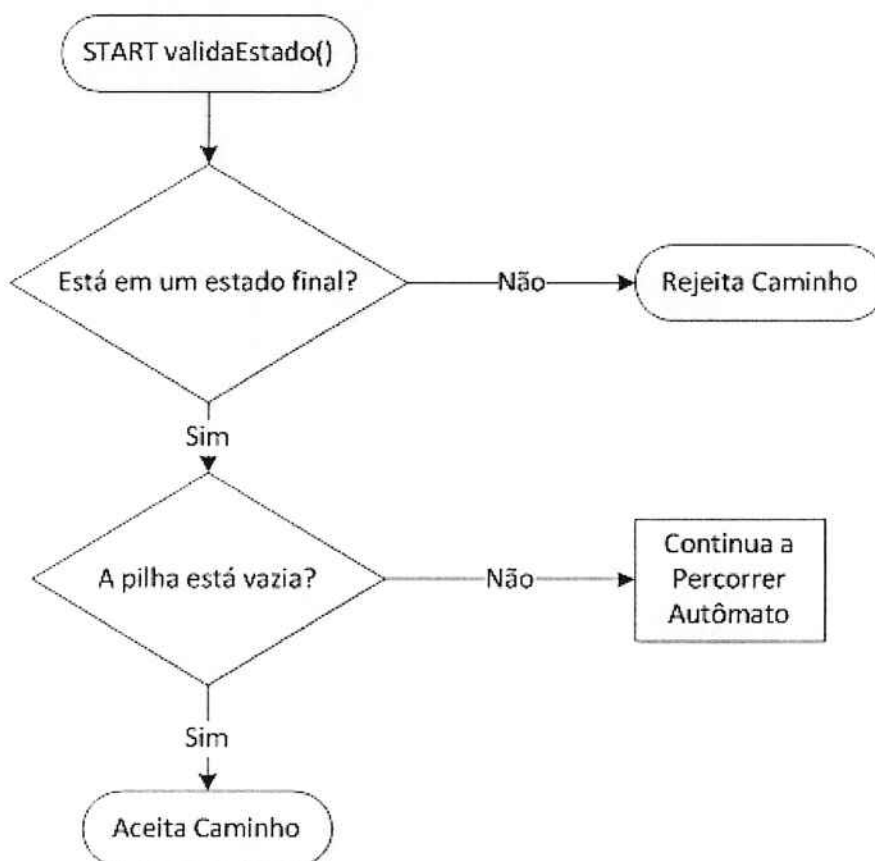 START validaEstado()
Está em um estado final?
Não
Rejeita Caminho
Sim
A pilha está vazia?
Não
Continua a
Percorrer
Autômato
Sim
Aceita Caminho